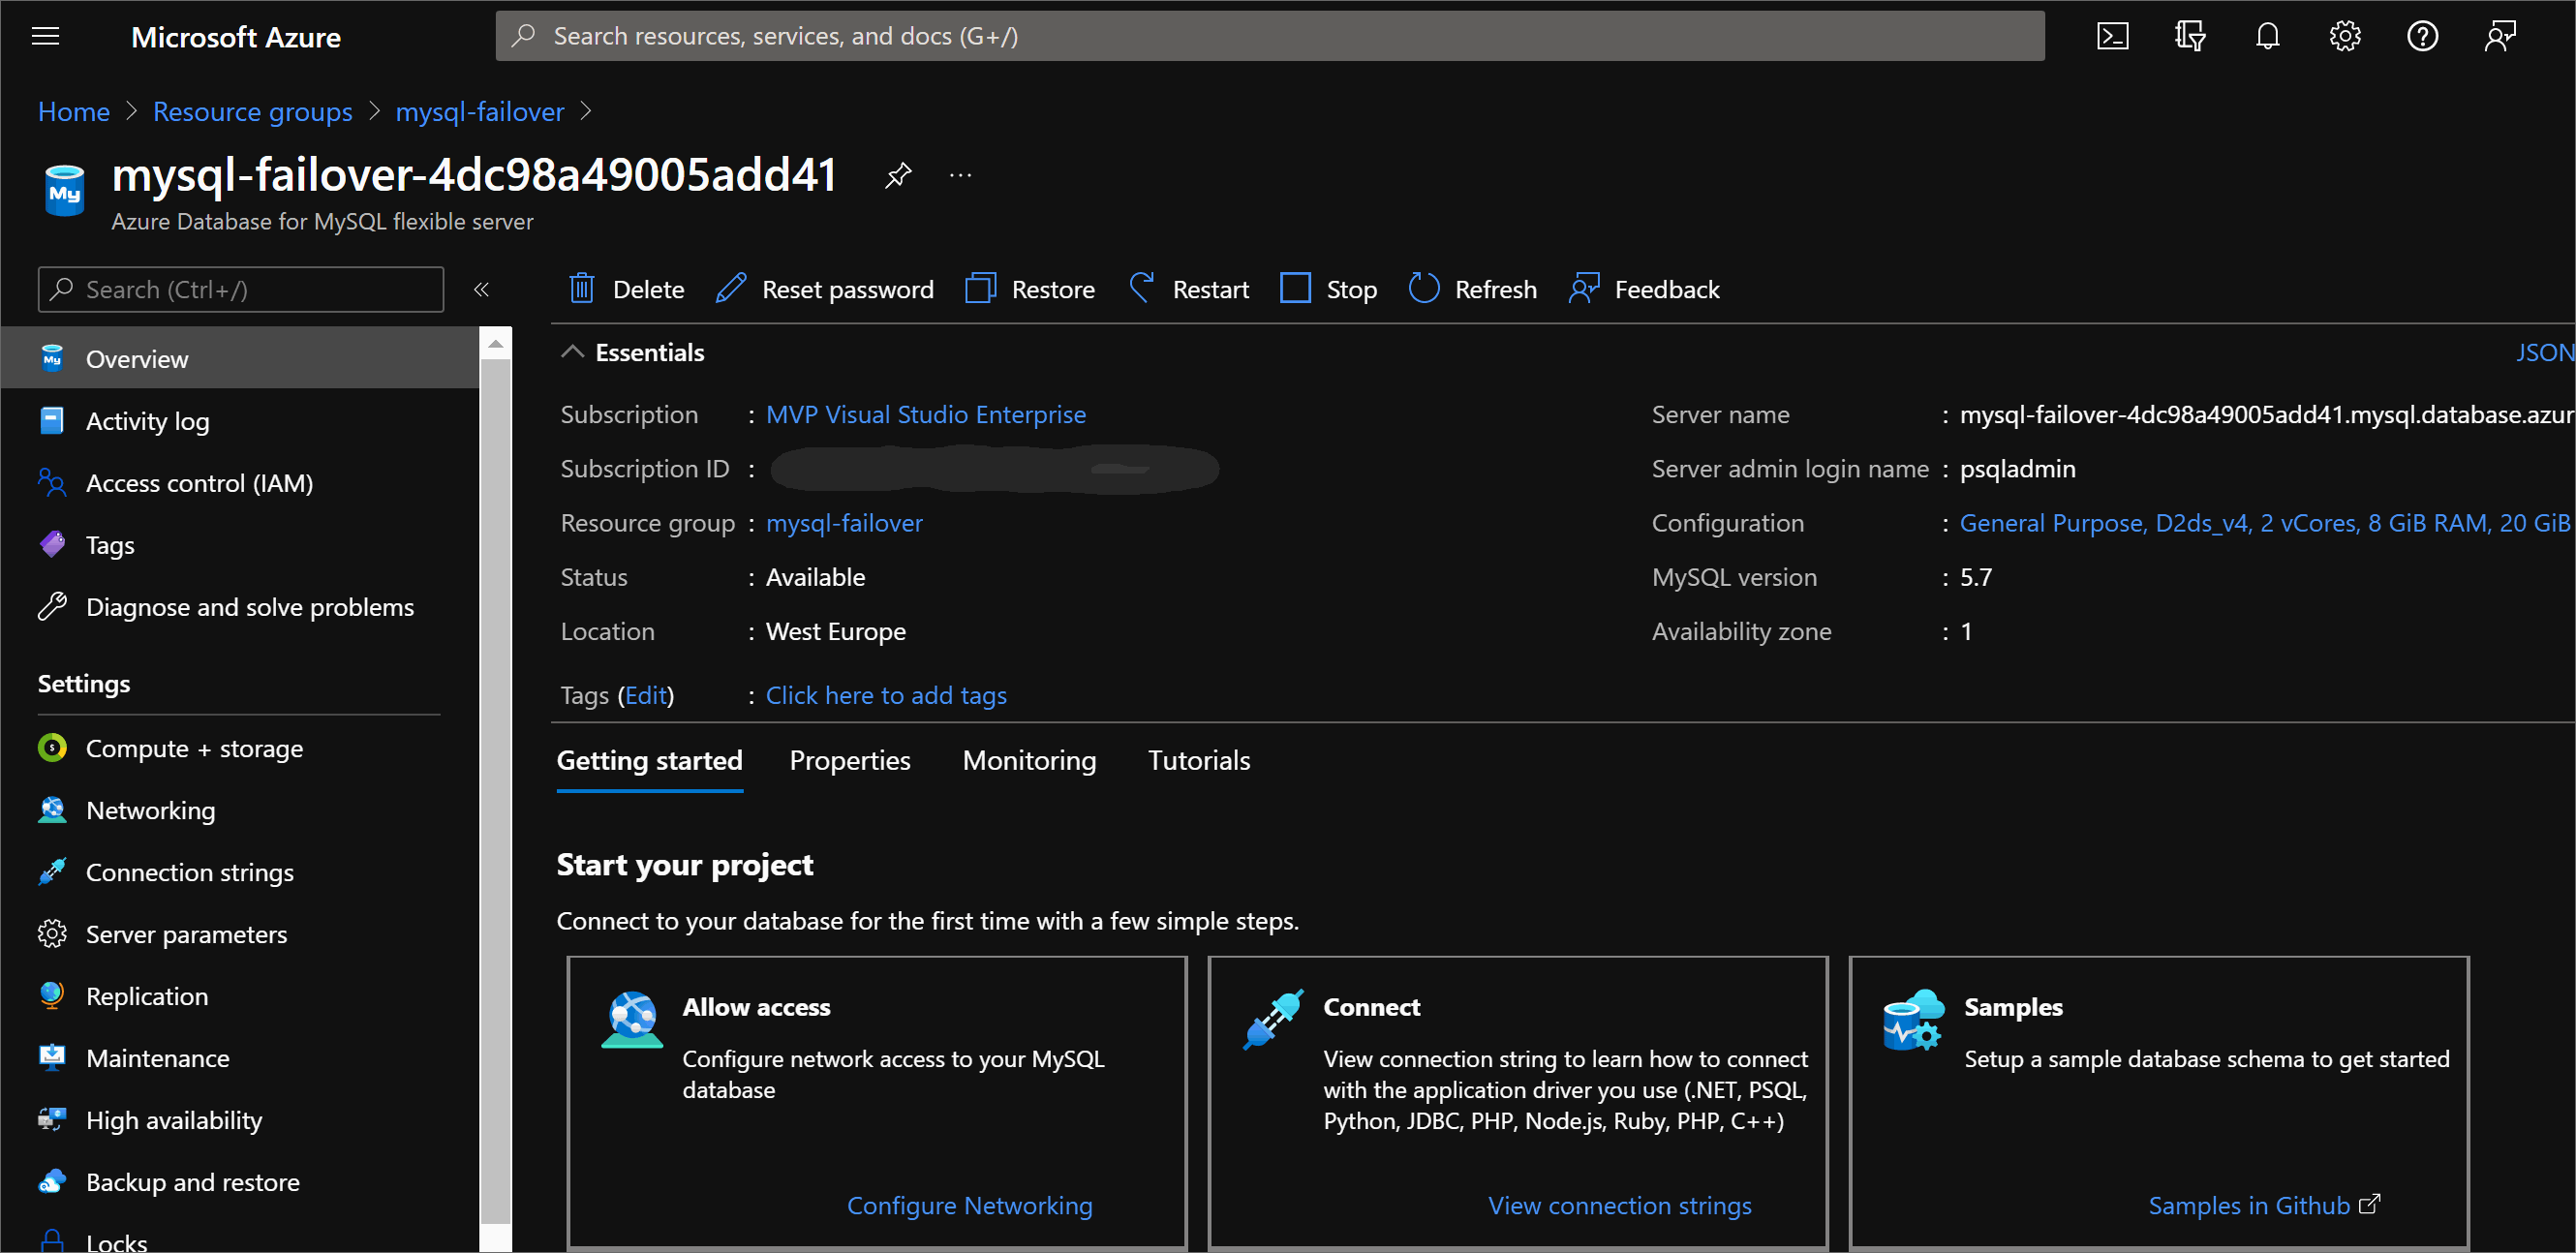 Microsoft Azure
Search resources, services, and docs (G+/)
Home > Resource groups > mysql-failover >
mysql-failover-4dc98a49005add41
Azure Database for MySQL flexible server
Search (Ctrl+/)
Delete Reset password Restore Restart Stop Refresh Feedback
Overview
Activity log
Access control (IAM)
Tags
Diagnose and solve problems
Settings
Compute + storage
Networking
Connection strings
Server parameters
Replication
Maintenance
High availability
Backup and restore
Locks
Essentials
JSON
Subscription : MVP Visual Studio Enterprise
Subscription ID :
Resource group : mysql-failover
Status : Available
Location : West Europe
Tags (Edit) : Click here to add tags
Server name : mysql-failover-4dc98a49005add41.mysql.database.azur
Server admin login name : psqladmin
Configuration : General Purpose, D2ds_v4, 2 vCores, 8 GiB RAM, 20 GiB
MySQL version : 5.7
Availability zone : 1
Getting started Properties Monitoring Tutorials
Start your project
Connect to your database for the first time with a few simple steps.
Allow access
Configure network access to your MySQL
database
Configure Networking
Connect
View connection string to learn how to connect
with the application driver you use (.NET, PSQL,
Python, JDBC, PHP, Node.js, Ruby, PHP, C++)
View connection strings
Samples
Setup a sample database schema to get started
Samples in Github